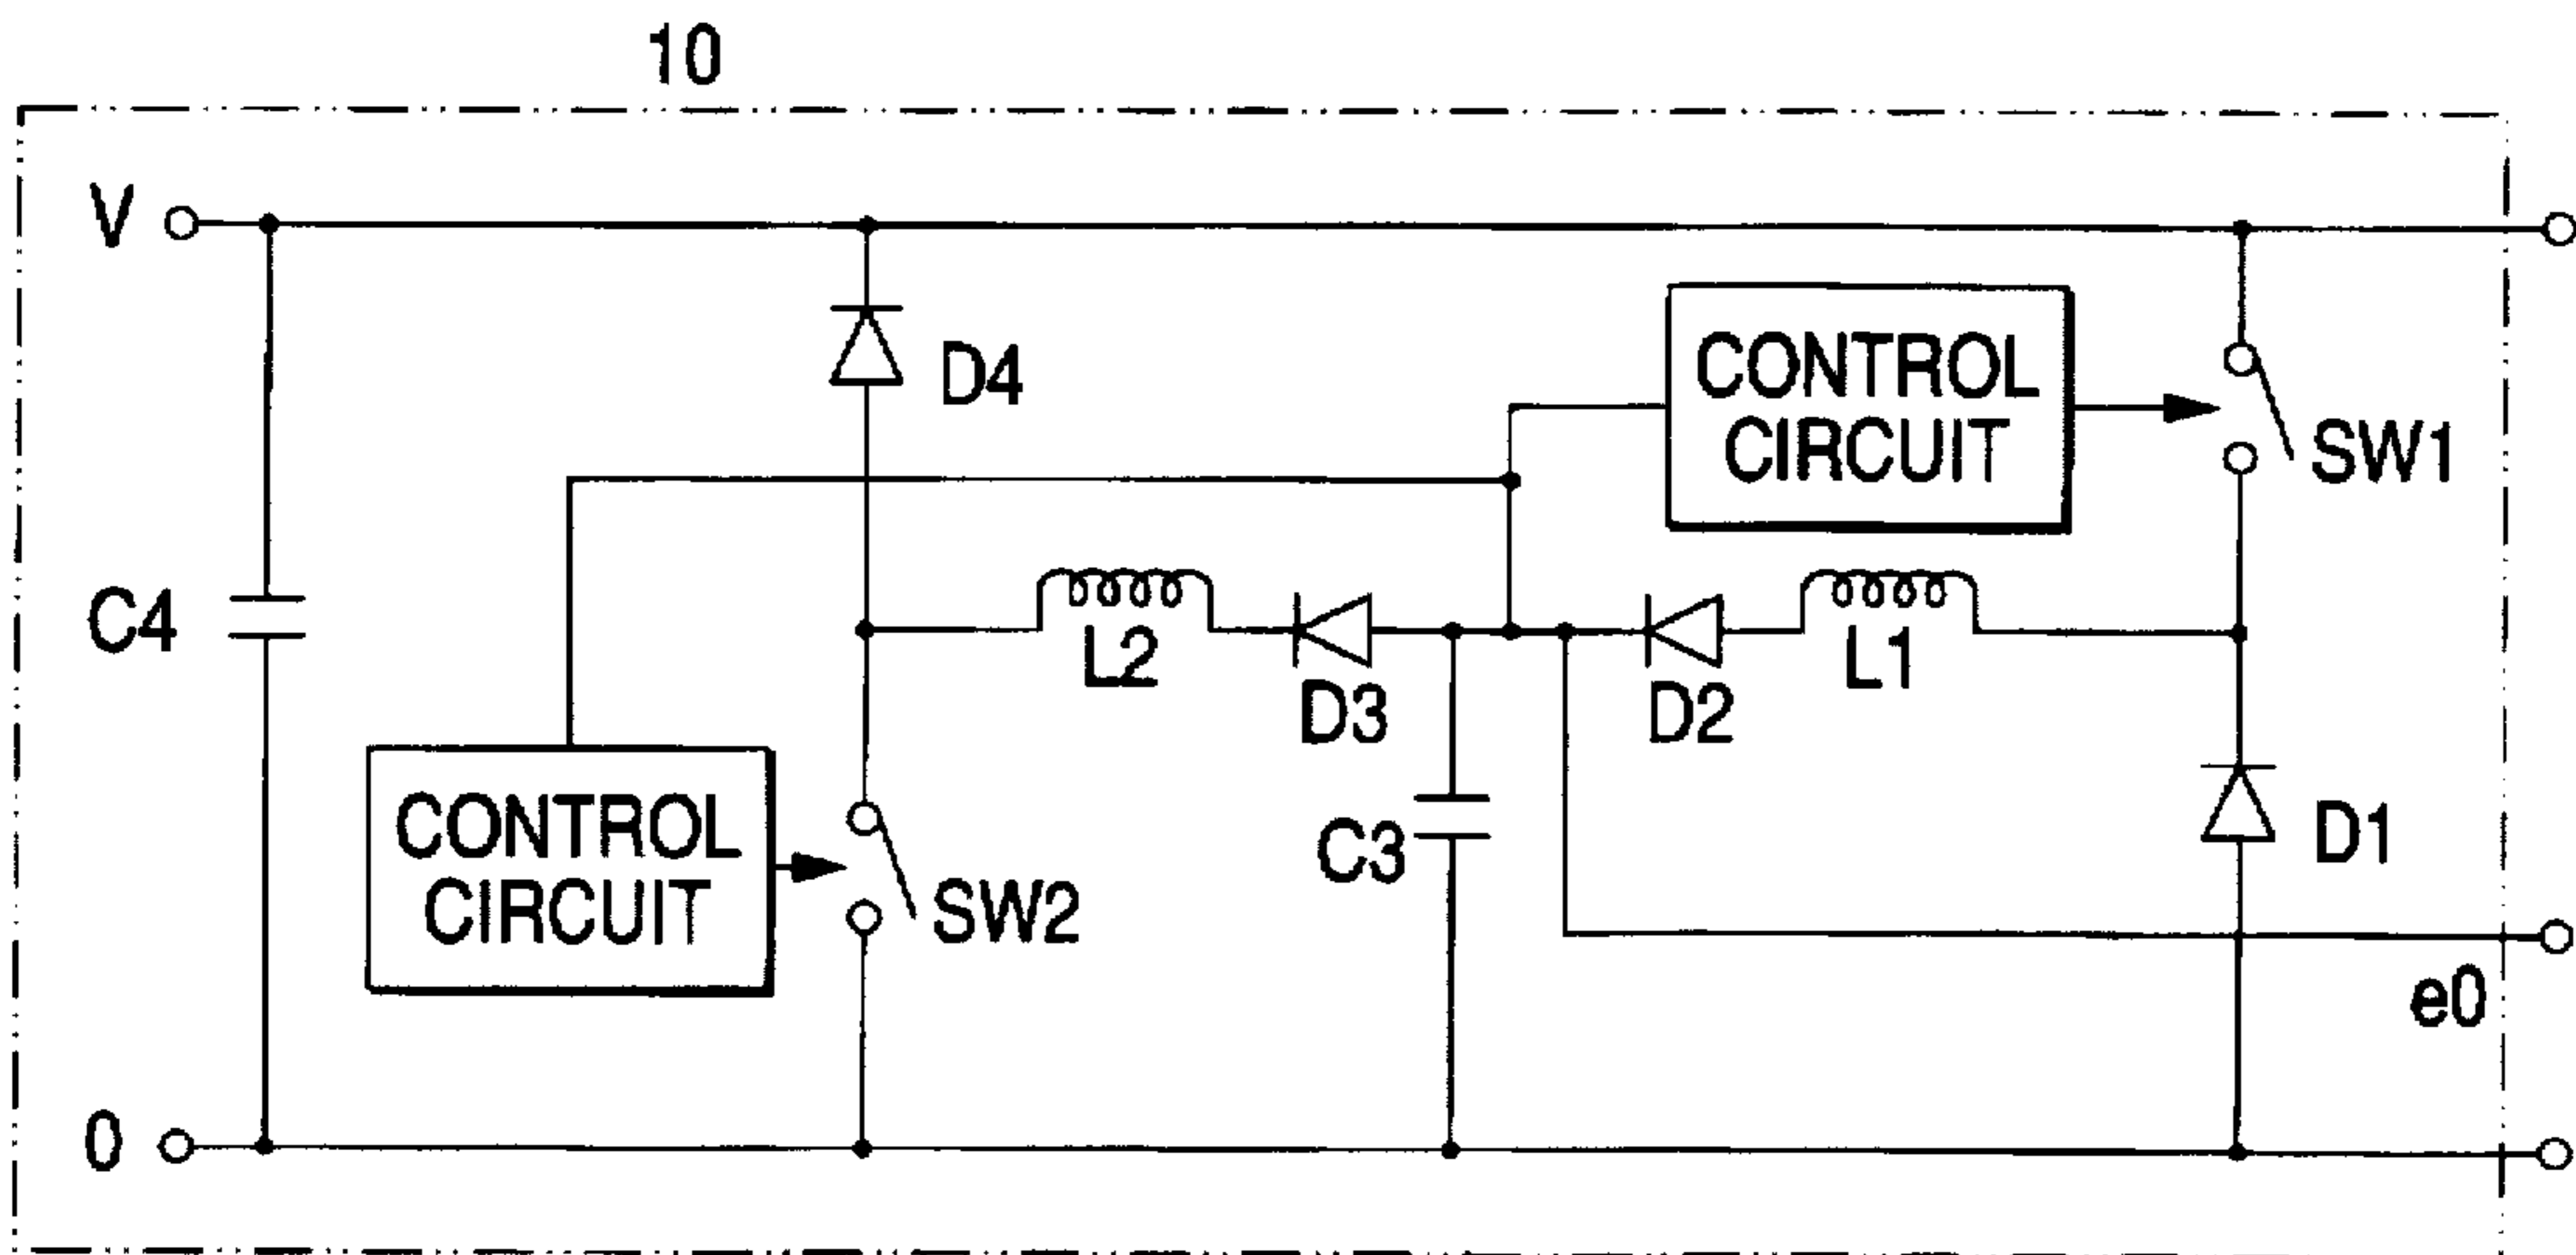 10
V
D4
CONTROL
CIRCUIT
SW1
C4
L2
D3
D2
L1
CONTROL
CIRCUIT
SW2
C3
D1
e0
0